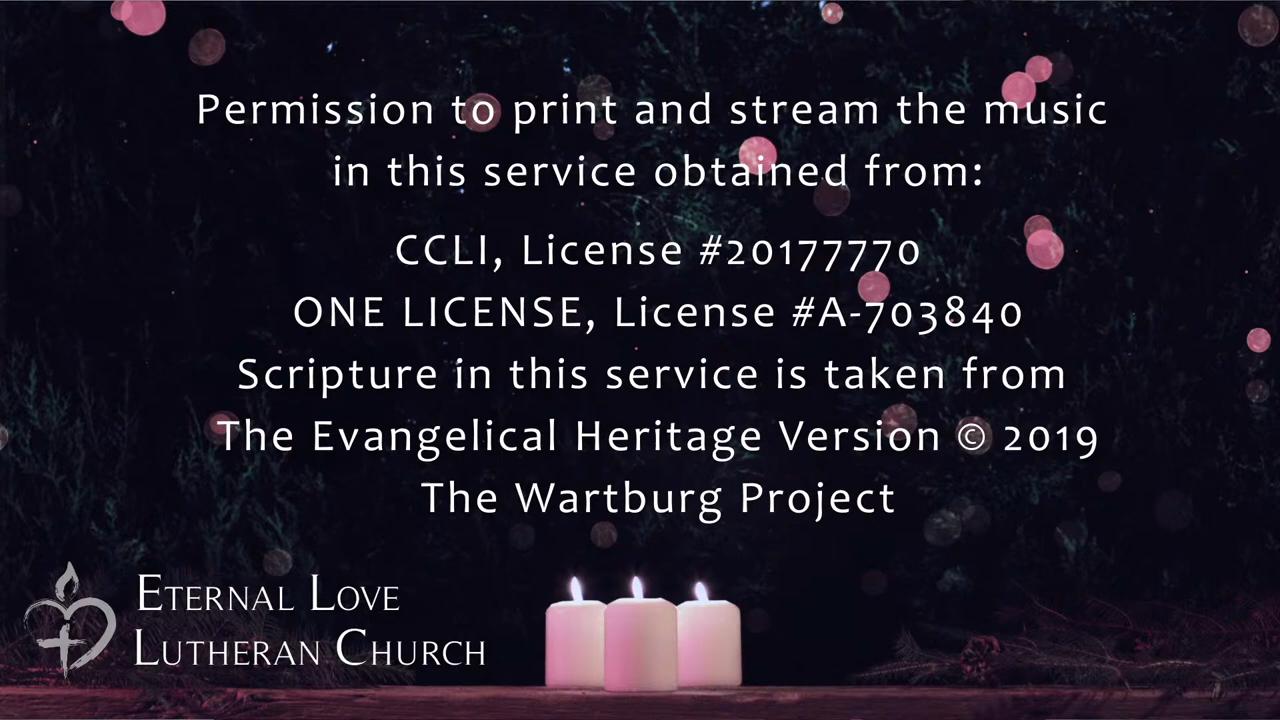 Permission to print and stream the music
in this service obtained from:
CCLI, License #20177770
ONE LICENSE, License #A-703840
Scripture in this service is taken from
The Evangelical Heritage Version © 2019
The Wartburg Project
Eternal Love
Lutheran Church